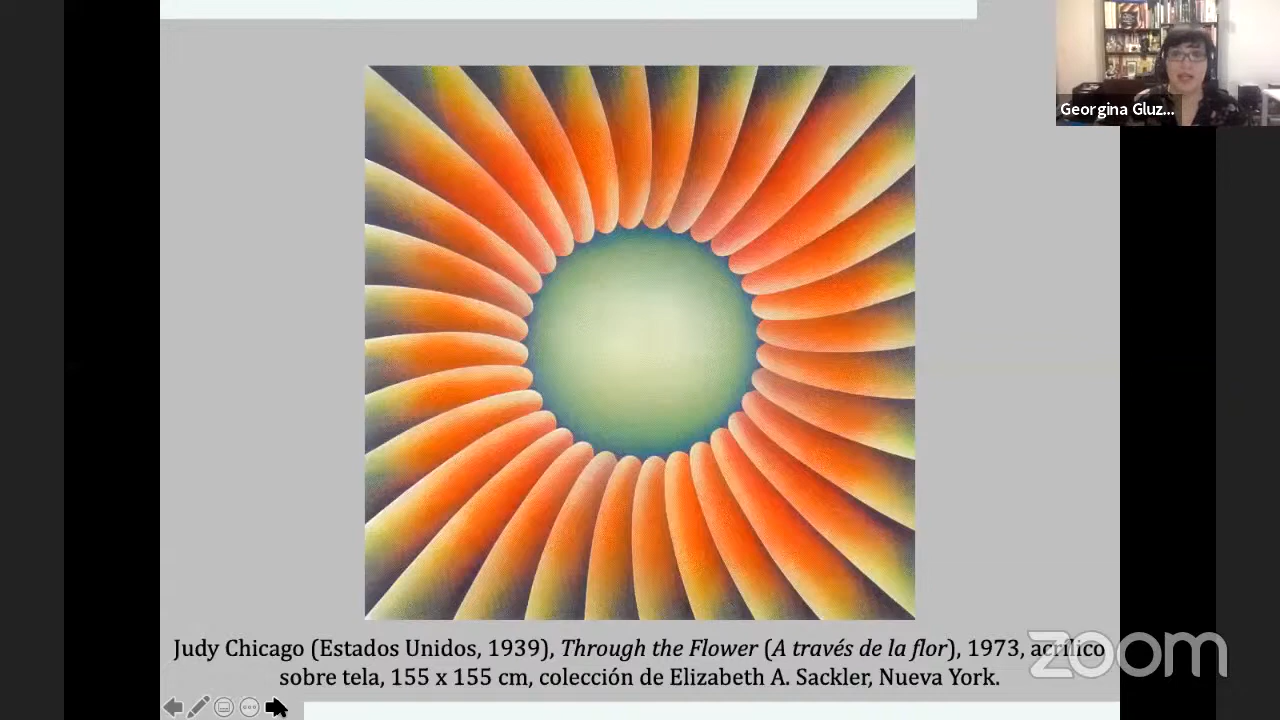 Georgina Gluz...
Judy Chicago (Estados Unidos, 1939), Through the Flower (A través de la flor), 1973, acrílico
sobre tela, 155 x 155 cm, colección de Elizabeth A. Sackler, Nueva York.
zoom